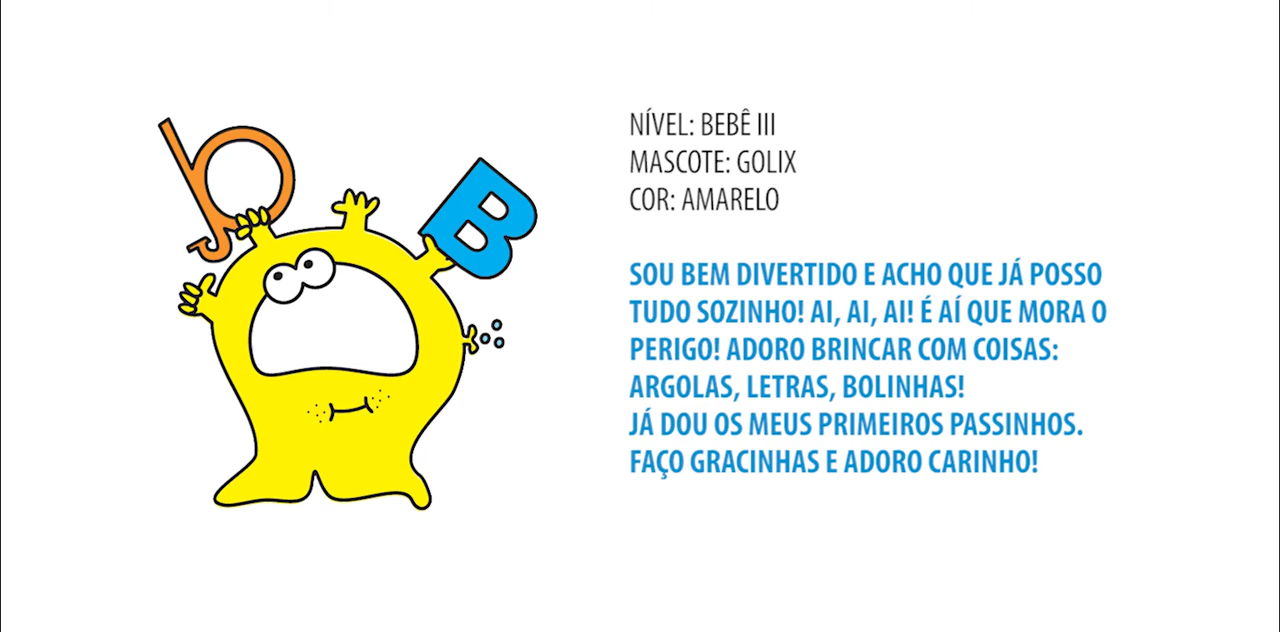 b
B
NÍVEL: BEBÊ III
MASCOTE: GOLIX
COR: AMARELO
SOU BEM DIVERTIDO E ACHO QUE JÁ POSSO
TUDO SOZINHO! AI, AI, AI! É AÍ QUE MORA O
PERIGO! ADORO BRINCAR COM COISAS:
ARGOLAS, LETRAS, BOLINHAS!
JÁ DOU OS MEUS PRIMEIROS PASSINHOS.
FAÇO GRACINHAS E ADORO CARINHO!